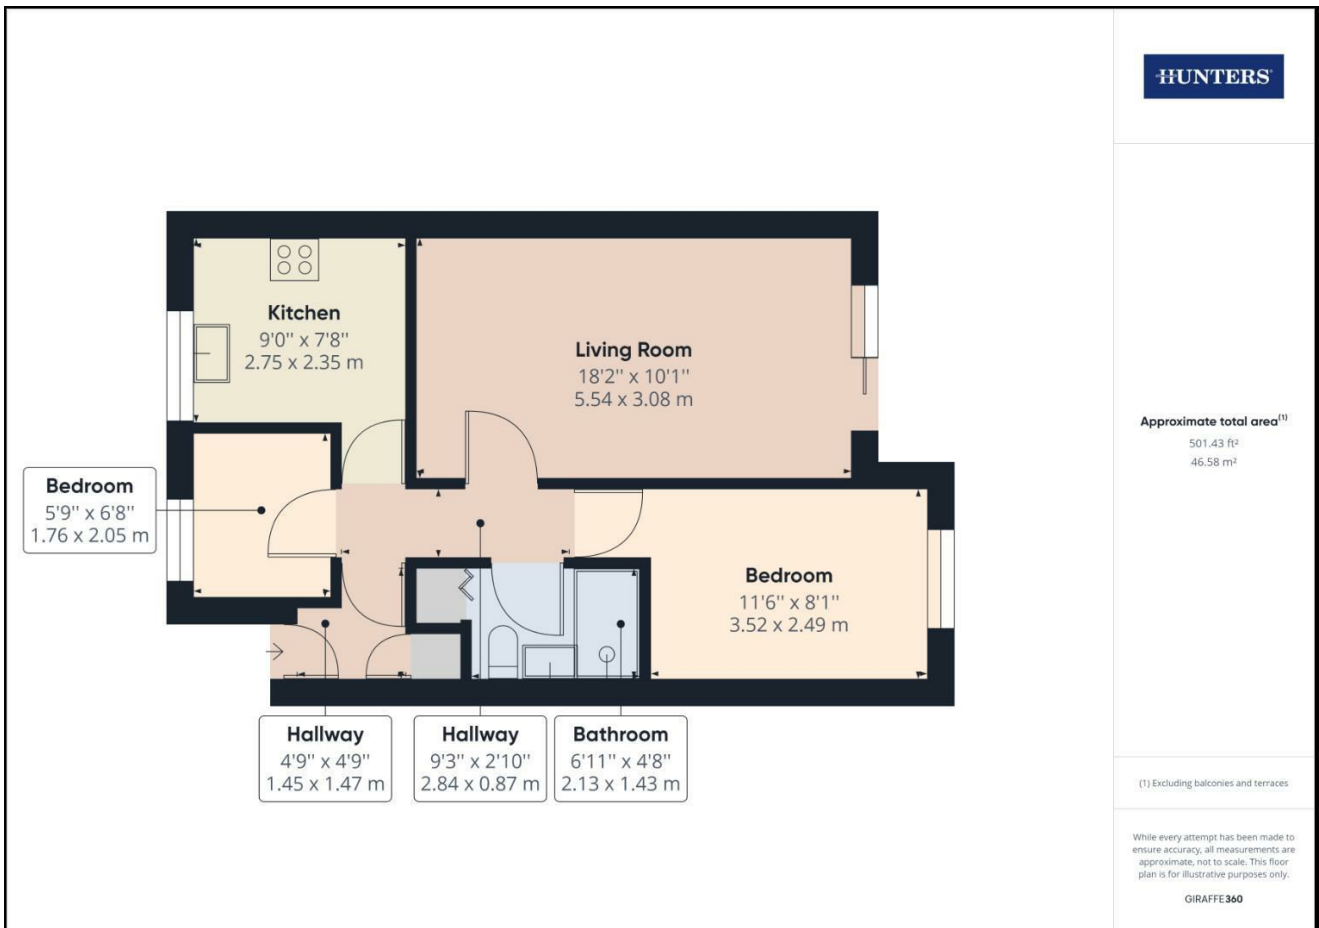 HUNTERS
Kitchen
9'0" x 7'8"
2.75 x 2.35 m
Living Room
18'2" x 10'1"
5.54 x 3.08 m
Bedroom
5'9" x 6'8"
1.76 x 2.05 m
Bedroom
11'6" x 8'1"
3.52 x 2.49 m
Hallway
4'9" x 4'9"
1.45 x 1.47 m
Hallway
9'3" x 2'10"
2.84 x 0.87 m
Bathroom
6'11" x 4'8"
2.13 x 1.43 m
Approximate total area(1)
501.43 ft²
46.58 m²
(1) Excluding balconies and terraces
While every attempt has been made to
ensure accuracy, all measurements are
approximate, not to scale. This floor
plan is for illustrative purposes only.
GIRAFFE360